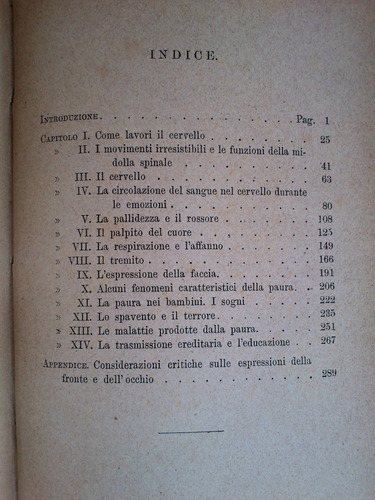 INDICE.
INTRODUZIONE. . . . . . . . . . . . . Pag. 1
CAPITOLO I. Come lavori il cervello . . . . . . . . 25
» II. I movimenti irresistibili e le funzioni della mi-
dolla spinale . . . . . . . . . . 41
» III. Il cervello . . . . . . . . . . . 63
» IV. La circolazione del sangue nel cervello durante
le emozioni . . . . . . . . . . 80
» V. La pallidezza e il rossore . . . . . . . 108
» VI. Il palpito del cuore . . . . . . . . 125
» VII. La respirazione e l'affanno . . . . . . 149
» VIII. Il tremito . . . . . . . . . . . 166
» IX. L'espressione della faccia. . . . . . . 191
» X. Alcuni fenomeni caratteristici della paura. . 206
» XI. La paura nei bambini. I sogni . . . . . 222
» XII. Lo spavento e il terrore. . . . . . . . 235
» XIII. Le malattie prodotte dalla paura. . . . . 251
» XIV. La trasmissione ereditaria e l'educazione . . 267
APPENDICE. Considerazioni critiche sulle espressioni della
fronte e dell'occhio . . . . . . . . . . 289